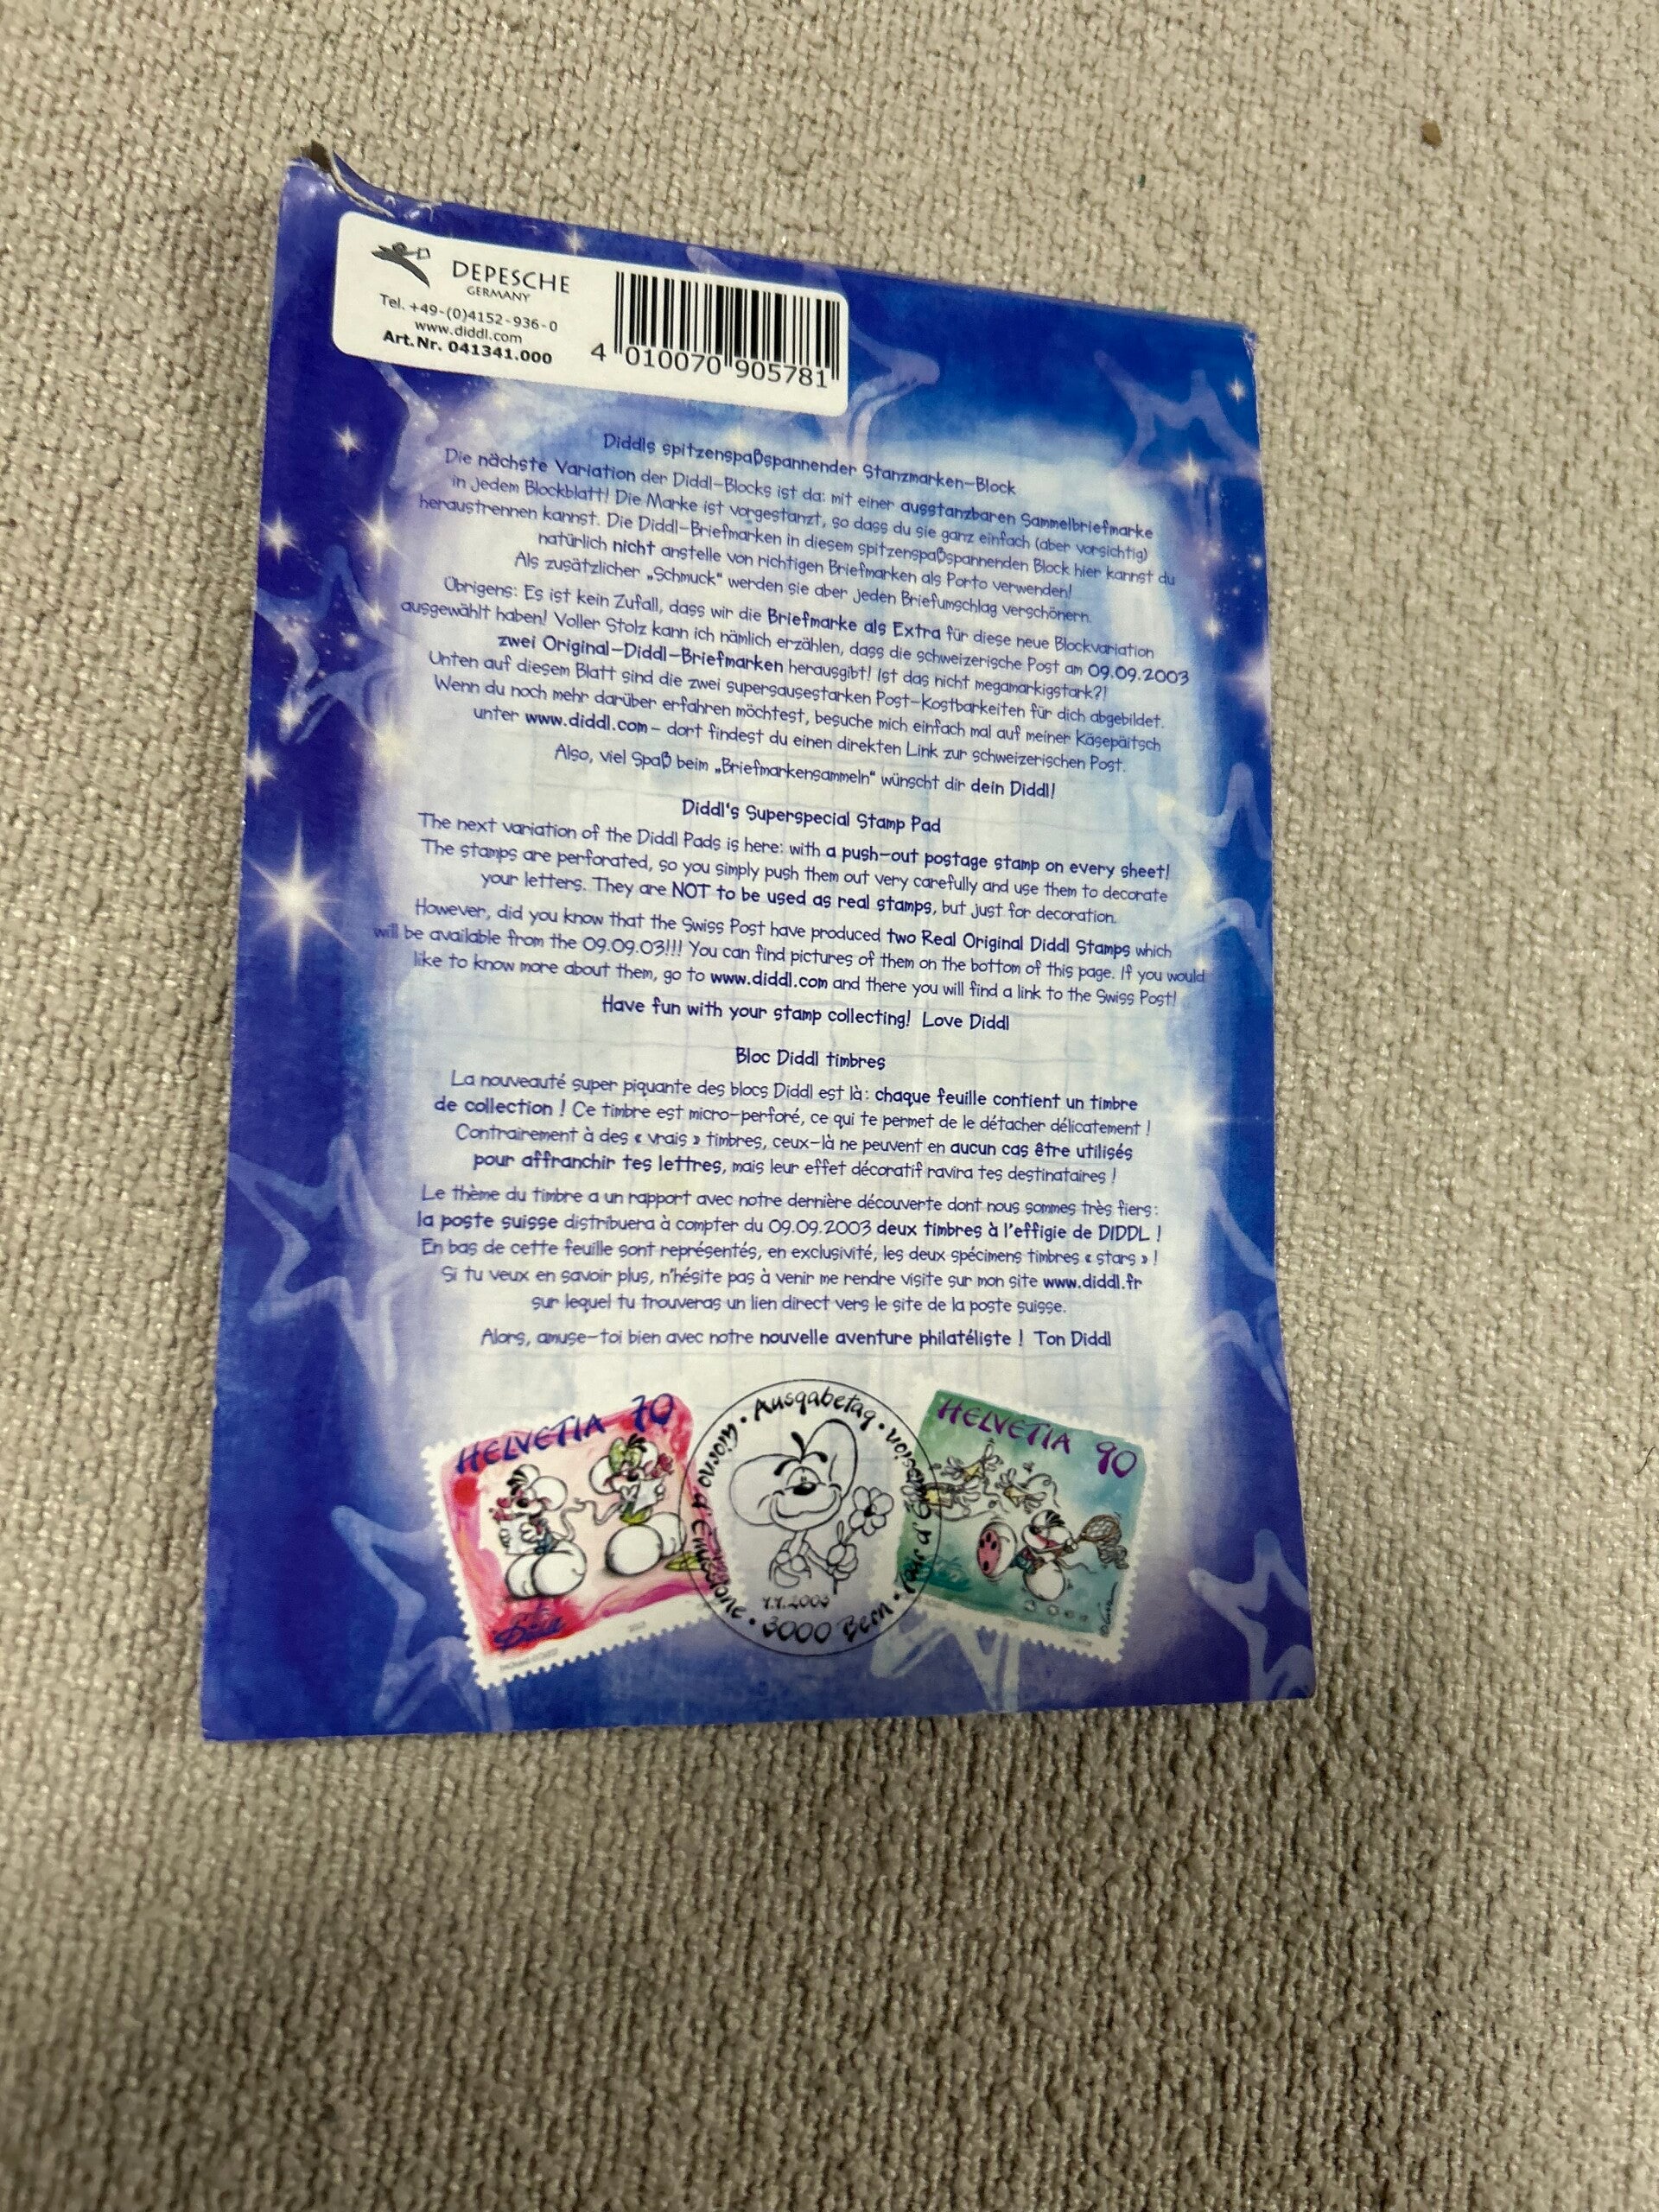 DEPESCHE
GERMANY
Tel. +49-(0)4152-936-0
www.diddl.com
Art.Nr. 041341.000
4 010070 905781
Diddls spitzenspaßspannender Stanzmarken-Block
Die nächste Variation der Diddl-Blocks ist da: mit einer ausstanzbaren Sammelbriefmarke
in jedem Blockblatt! Die Marke ist vorgestanzt, so dass du sie ganz einfach (aber vorsichtig)
heraustrennen kannst. Die Diddl-Briefmarken in diesem spitzenspaßspannenden Block hier kannst du
natürlich nicht anstelle von richtigen Briefmarken als Porto verwenden!
Als zusätzlicher „Schmuck" werden sie aber jeden Briefumschlag verschönern.
Übrigens: Es ist kein Zufall, dass wir die Briefmarke als Extra für diese neue Blockvariation
ausgewählt haben! Voller Stolz kann ich nämlich erzählen, dass die schweizerische Post am 09.09.2003
zwei Original-Diddl-Briefmarken herausgibt! Ist das nicht megamarkigstark?!
Unten auf diesem Blatt sind die zwei supersausestarken Post-Kostbarkeiten für dich abgebildet.
Wenn du noch mehr darüber erfahren möchtest, besuche mich einfach mal auf meiner Käsepäitsch
unter www.diddl.com - dort findest du einen direkten Link zur schweizerischen Post.
Also, viel Spaß beim „Briefmarkensammeln" wünscht dir dein Diddl!
Diddl's Superspecial Stamp Pad
The next variation of the Diddl Pads is here: with a push-out postage stamp on every sheet!
The stamps are perforated, so you simply push them out very carefully and use them to decorate
your letters. They are NOT to be used as real stamps, but just for decoration.
However, did you know that the Swiss Post have produced two Real Original Diddl Stamps which
will be available from the 09.09.03!!! You can find pictures of them on the bottom of this page. If you would
like to know more about them, go to www.diddl.com and there you will find a link to the Swiss Post!
Have fun with your stamp collecting! Love Diddl
Bloc Diddl timbres
La nouveauté super piquante des blocs Diddl est là: chaque feuille contient un timbre
de collection ! Ce timbre est micro-perforé, ce qui te permet de le détacher délicatement !
Contrairement à des « vrais » timbres, ceux-là ne peuvent en aucun cas être utilisés
pour affranchir tes lettres, mais leur effet décoratif ravira tes destinataires !
Le thème du timbre a un rapport avec notre dernière découverte dont nous sommes très fiers:
la poste suisse distribuera à compter du 09.09.2003 deux timbres à l'effigie de DIDDL !
En bas de cette feuille sont représentés, en exclusivité, les deux spécimens timbres « stars » !
Si tu veux en savoir plus, n'hésite pas à venir me rendre visite sur mon site www.diddl.fr
sur lequel tu trouveras un lien direct vers le site de la poste suisse.
Alors, amuse-toi bien avec notre nouvelle aventure philatéliste ! Ton Diddl
HELVETIA 70
Diddl
Ausgabetag
Jour d'Emission
Giorno d'Emissione
3000 Bern
HELVETIA 90